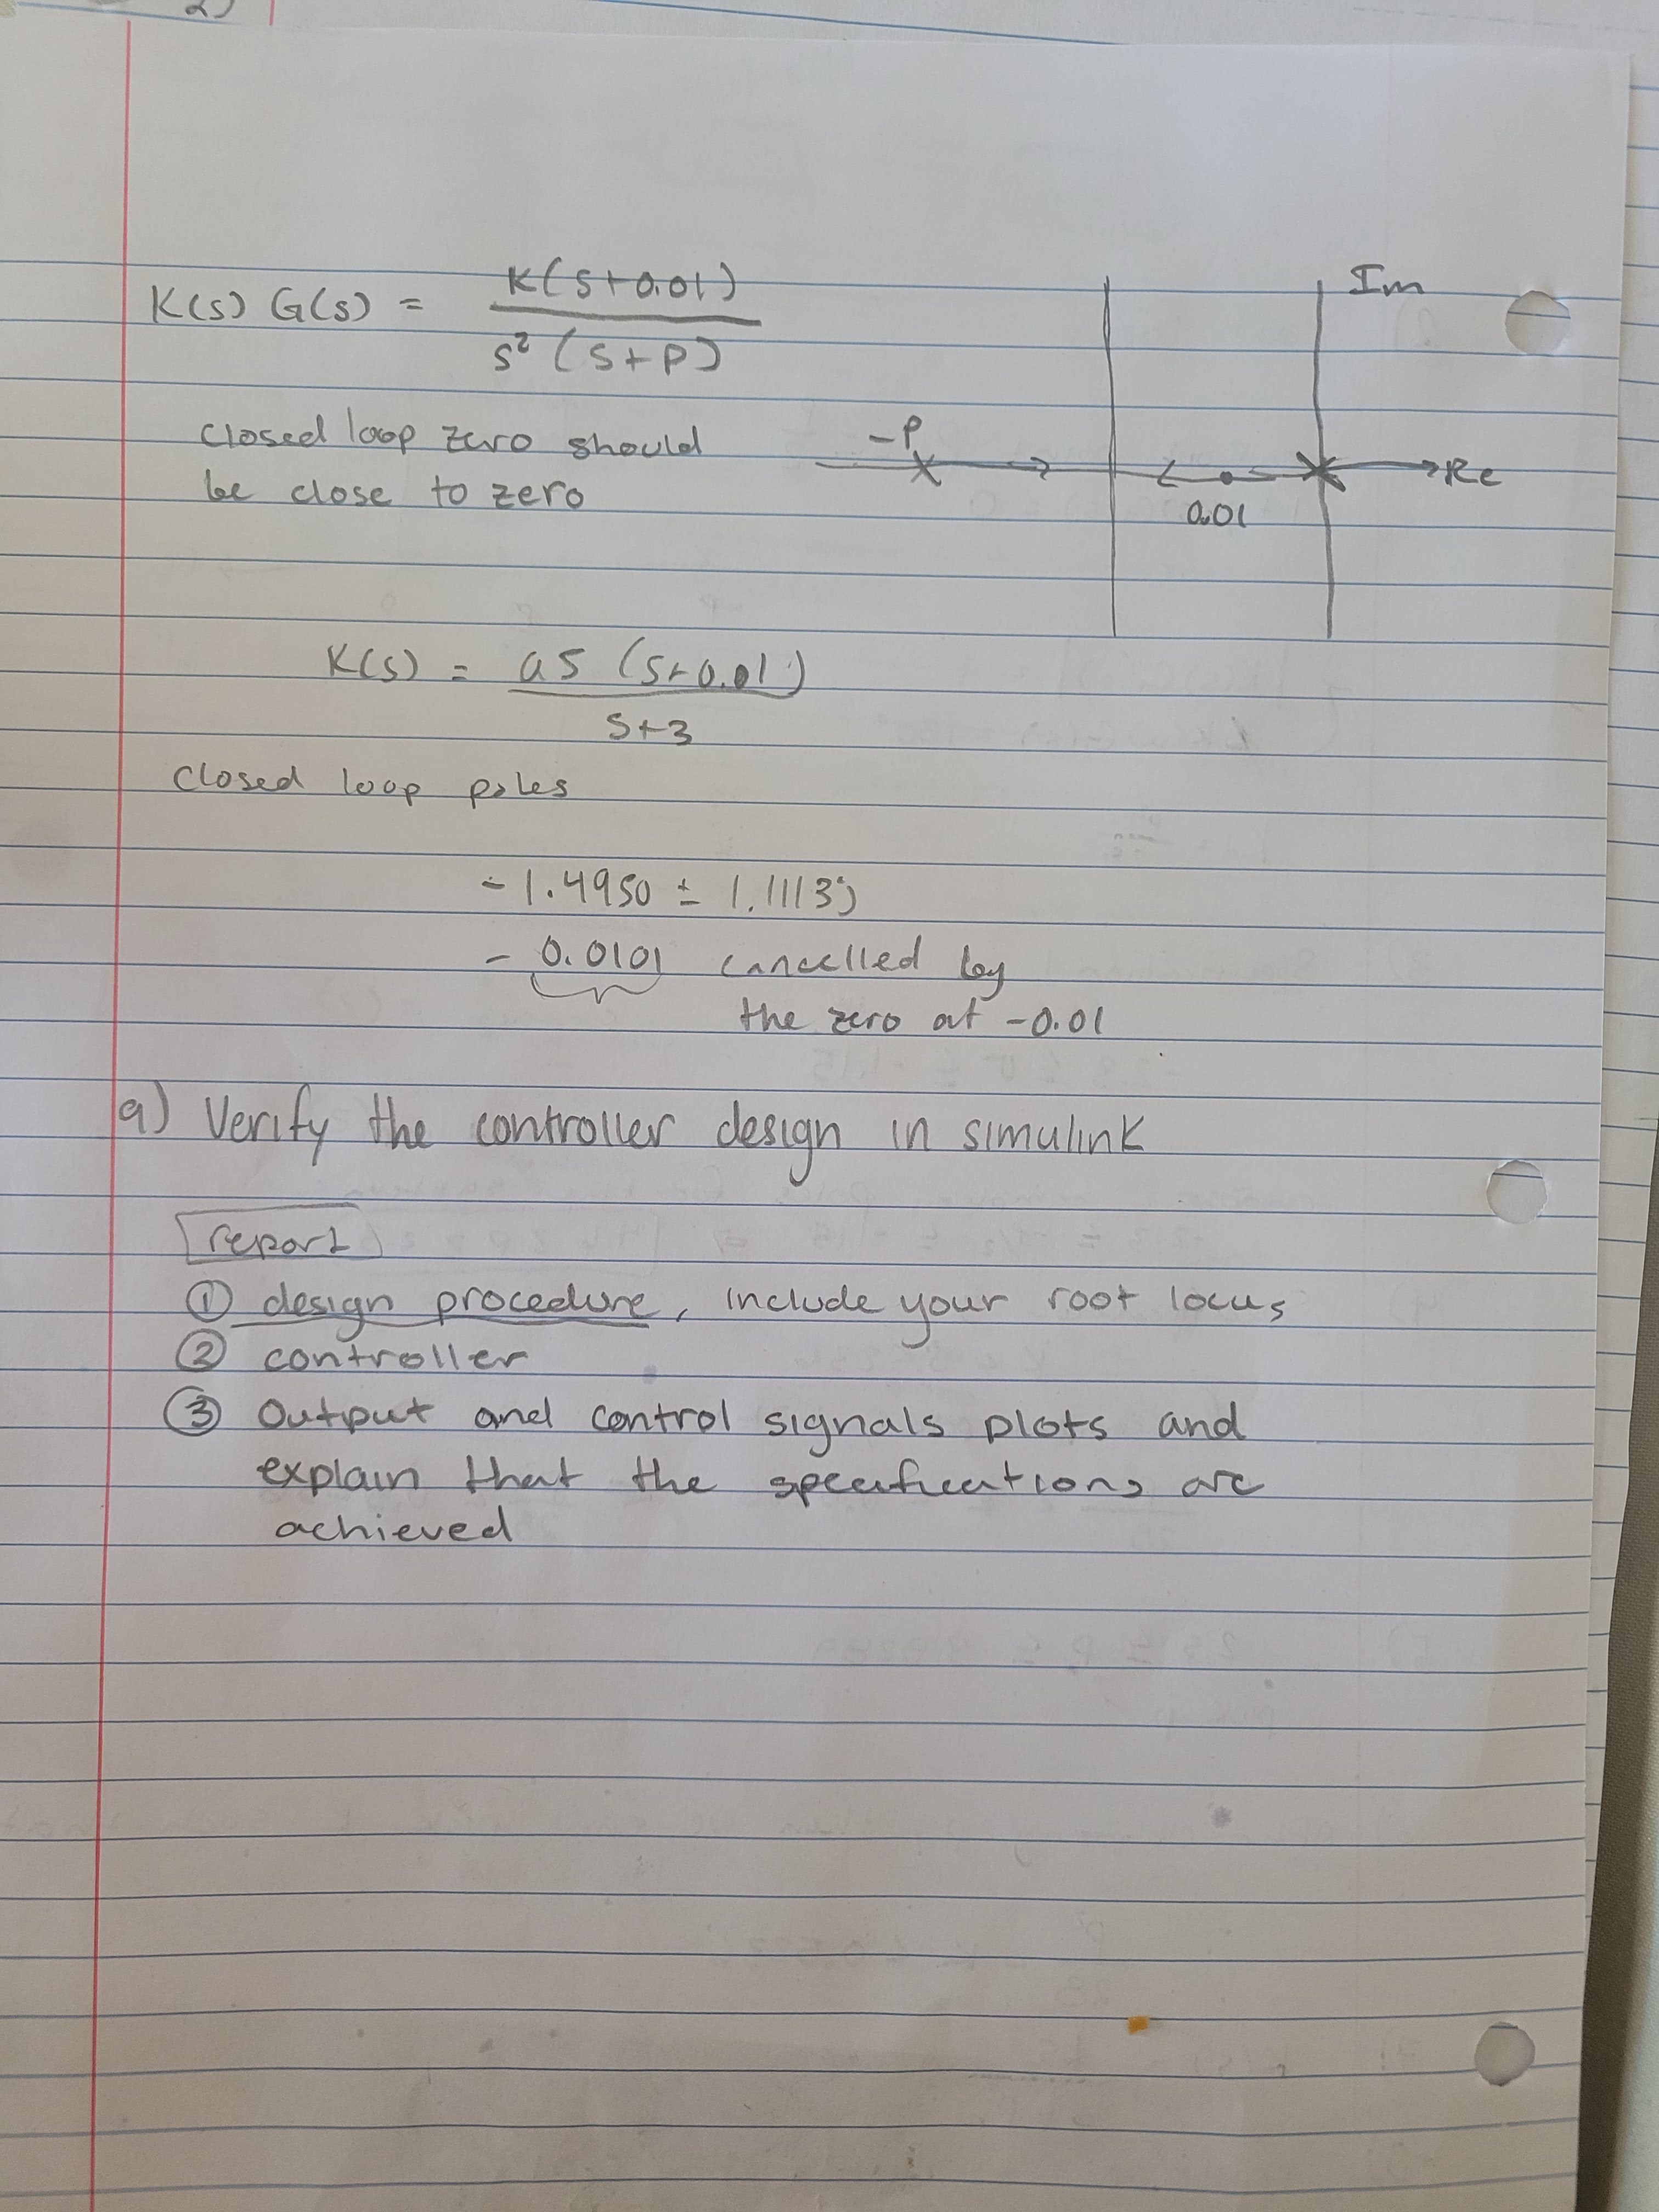 2)
K(s) G(s) = K(s+0.01) / s² (s+P)
Im
closed loop zero should
be close to zero
-P
Re
0.01
K(s) = a5 (s+0.01) / s+3
closed loop poles
- 1.4950 ± 1.1113j
- 0.0101 cancelled by
the zero at -0.01
a) Verify the controller design in simulink
report
① design procedure, include your root locus
② controller
③ Output and control signals plots and
explain that the specifications are
achieved